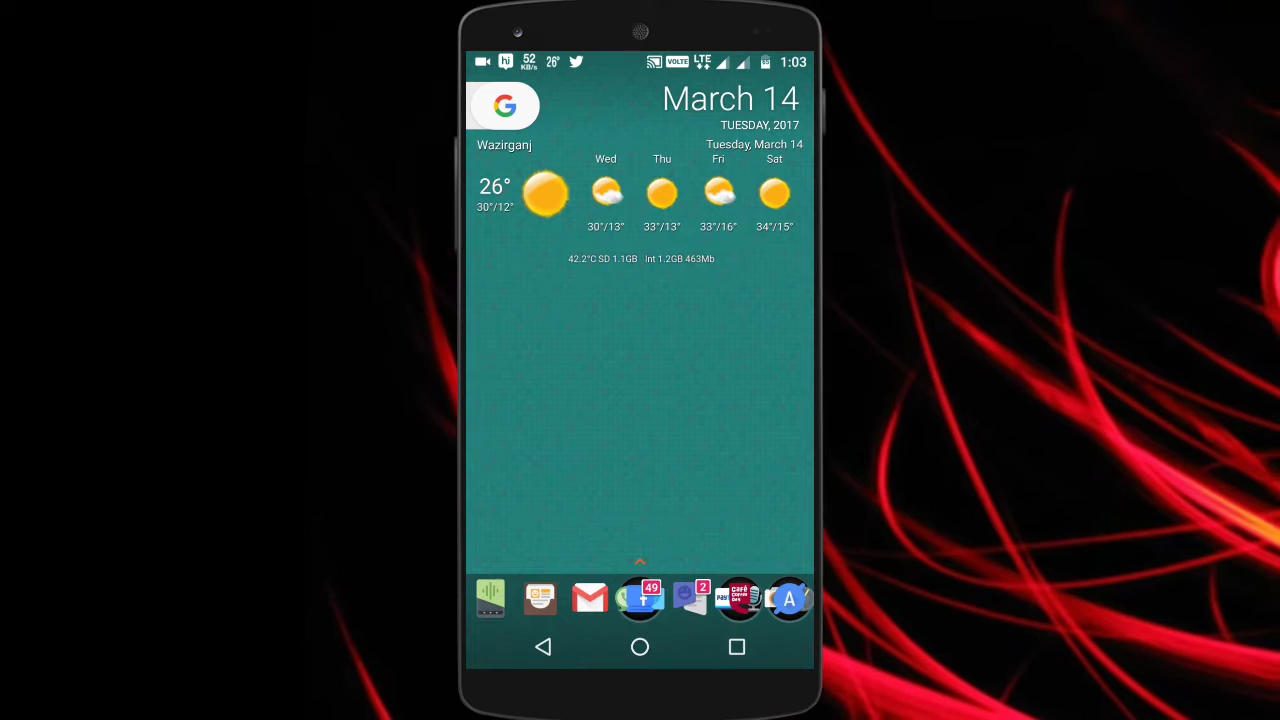 hi 52 KB/s 26° VOLTE LTE 1:03
G
March 14
TUESDAY, 2017
Wazirganj
Tuesday, March 14
Wed Thu Fri Sat
26°
30°/12°
30°/13° 33°/13° 33°/16° 34°/15°
42.2°C SD 1.1GB Int 1.2GB 463Mb
49 2
A